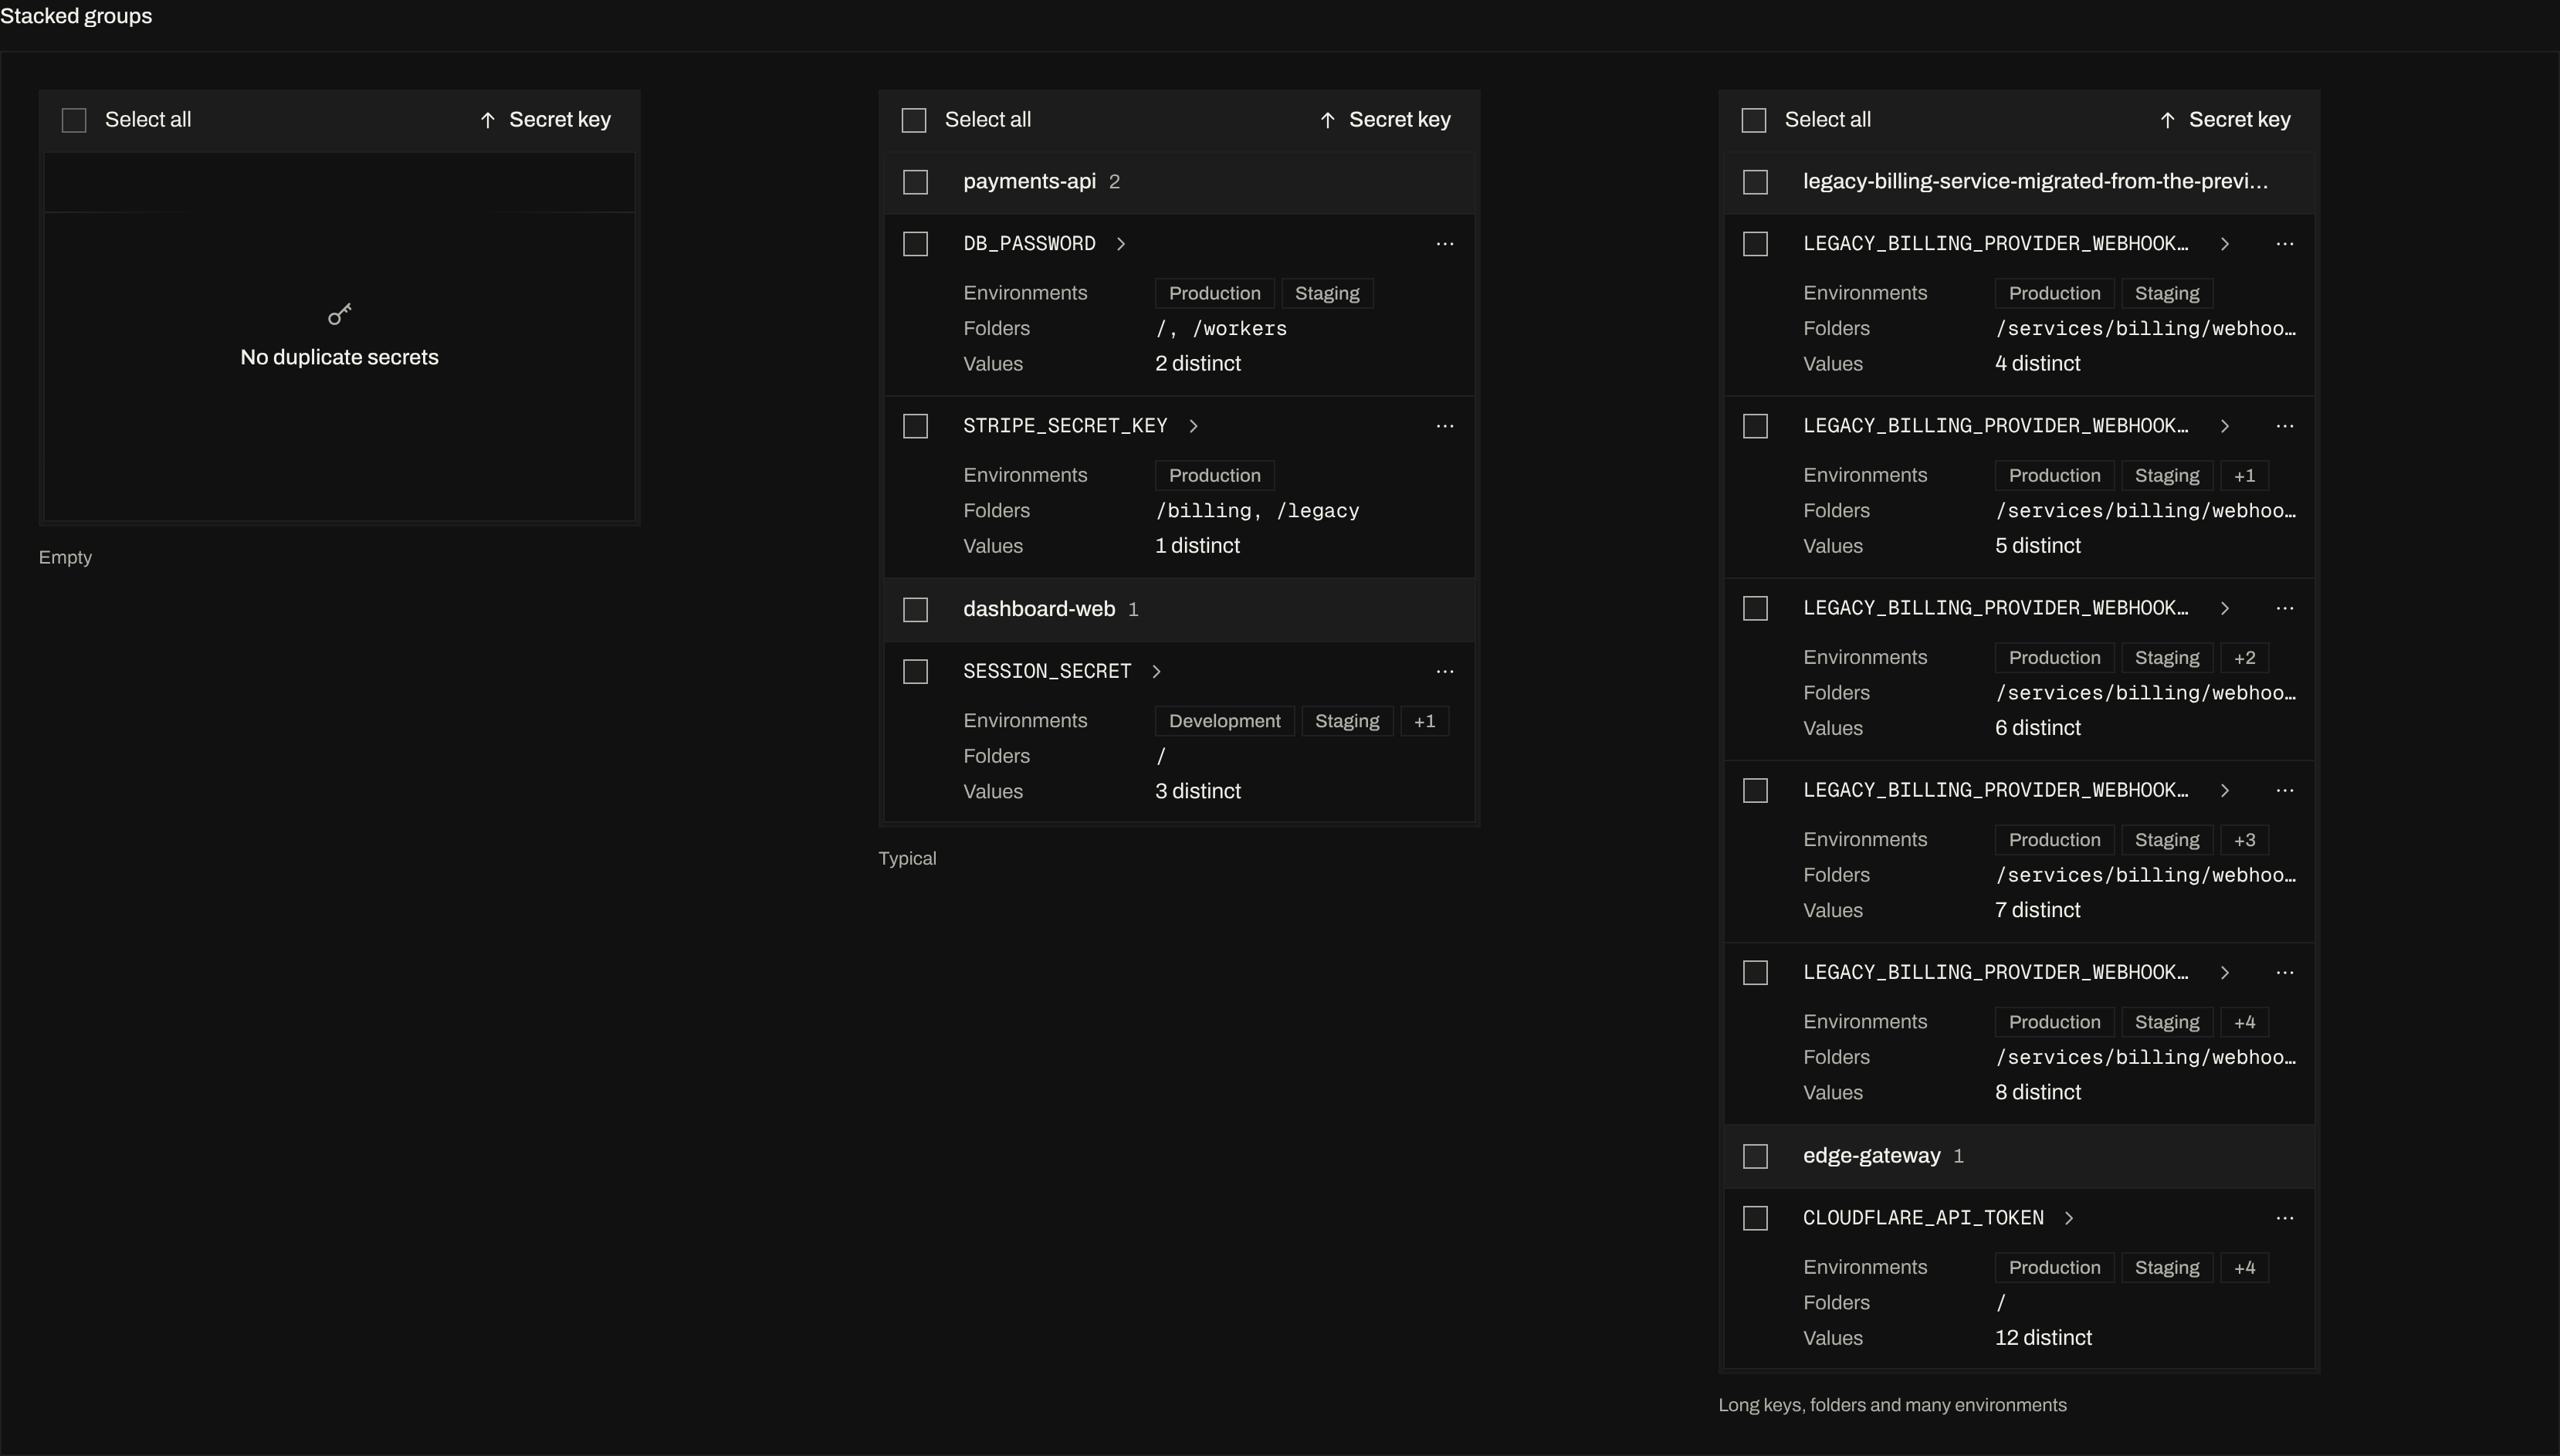 Stacked groups
Select all
↑ Secret key
No duplicate secrets
Empty
Select all
↑ Secret key
payments-api 2
DB_PASSWORD
Environments Production Staging
Folders /, /workers
Values 2 distinct
STRIPE_SECRET_KEY
Environments Production
Folders /billing, /legacy
Values 1 distinct
dashboard-web 1
SESSION_SECRET
Environments Development Staging +1
Folders /
Values 3 distinct
Typical
Select all
↑ Secret key
legacy-billing-service-migrated-from-the-previ...
LEGACY_BILLING_PROVIDER_WEBHOOK...
Environments Production Staging
Folders /services/billing/webhoo...
Values 4 distinct
LEGACY_BILLING_PROVIDER_WEBHOOK...
Environments Production Staging +1
Folders /services/billing/webhoo...
Values 5 distinct
LEGACY_BILLING_PROVIDER_WEBHOOK...
Environments Production Staging +2
Folders /services/billing/webhoo...
Values 6 distinct
LEGACY_BILLING_PROVIDER_WEBHOOK...
Environments Production Staging +3
Folders /services/billing/webhoo...
Values 7 distinct
LEGACY_BILLING_PROVIDER_WEBHOOK...
Environments Production Staging +4
Folders /services/billing/webhoo...
Values 8 distinct
edge-gateway 1
CLOUDFLARE_API_TOKEN
Environments Production Staging +4
Folders /
Values 12 distinct
Long keys, folders and many environments